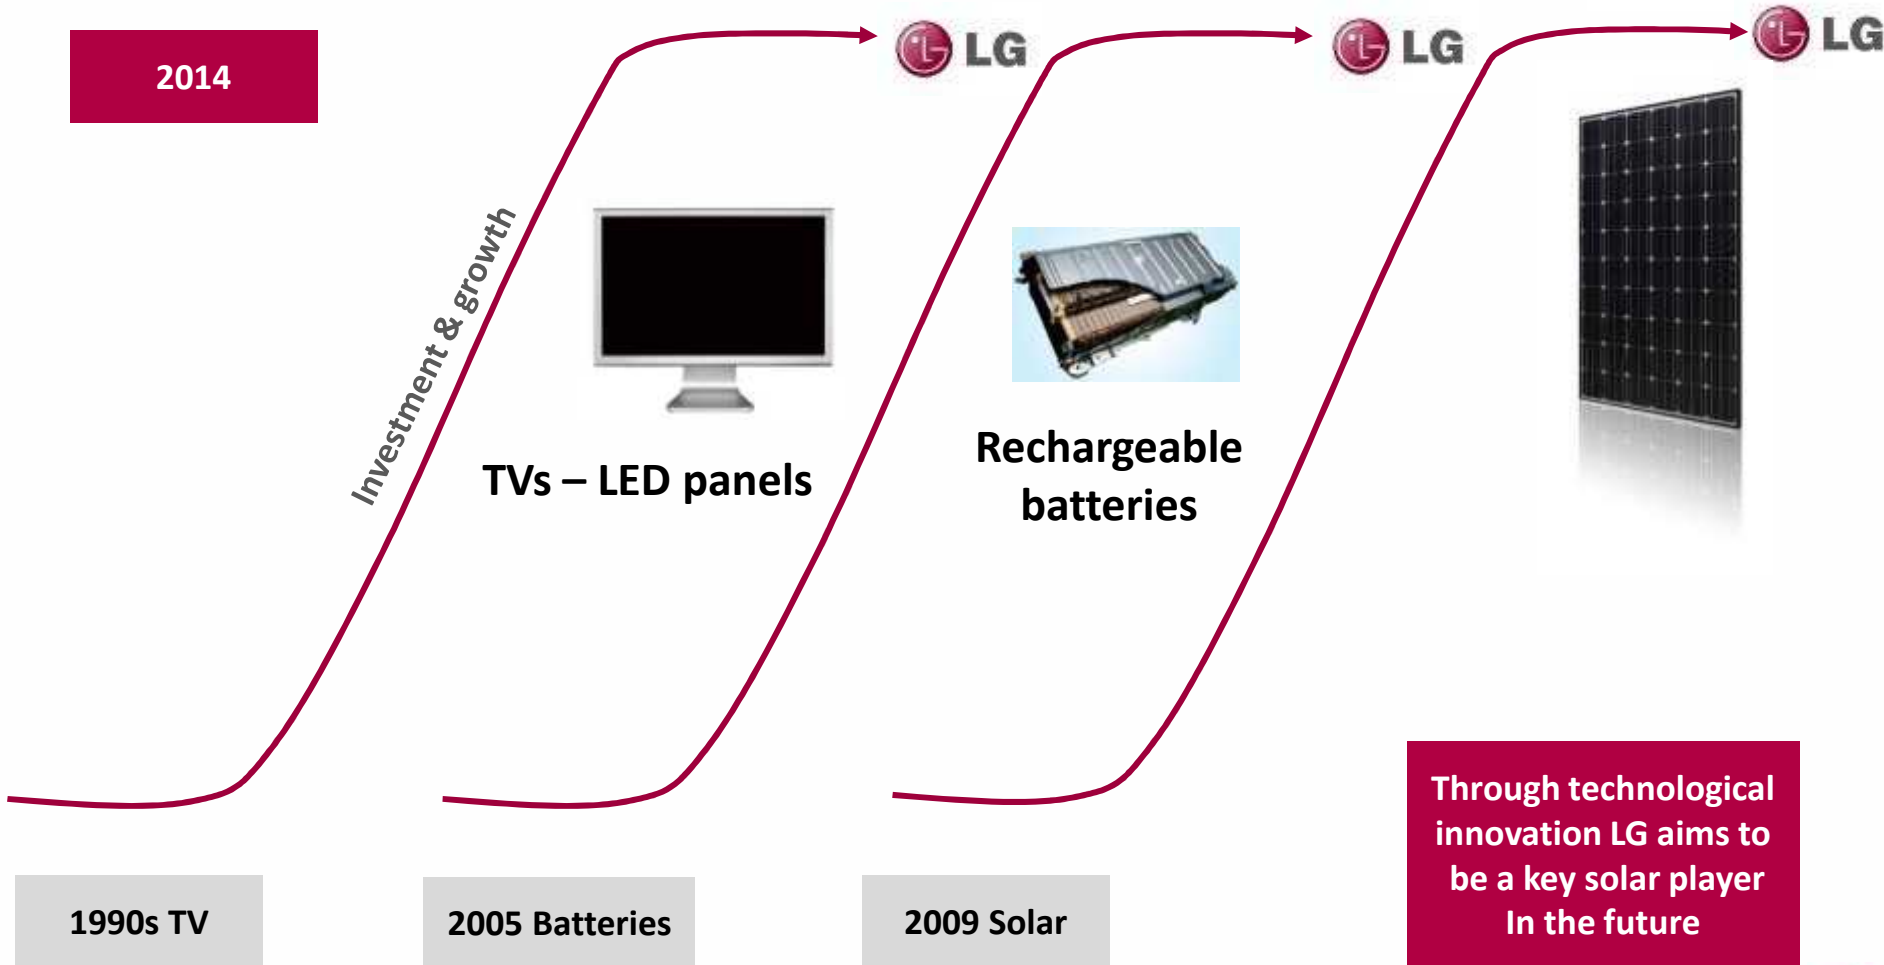 2014
LG
LG
LG
Investment & growth
TVs – LED panels
Rechargeable
batteries
1990s TV
2005 Batteries
2009 Solar
Through technological
innovation LG aims to
be a key solar player
In the future